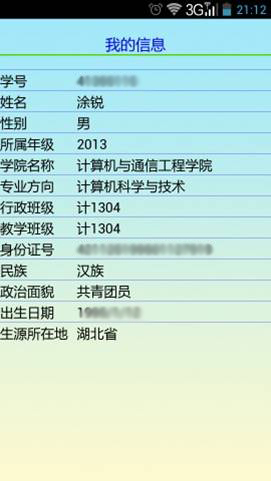 3G 21:12
我的信息
学号
姓名 涂锐
性别 男
所属年级 2013
学院名称 计算机与通信工程学院
专业方向 计算机科学与技术
行政班级 计1304
教学班级 计1304
身份证号
民族 汉族
政治面貌 共青团员
出生日期
生源所在地 湖北省